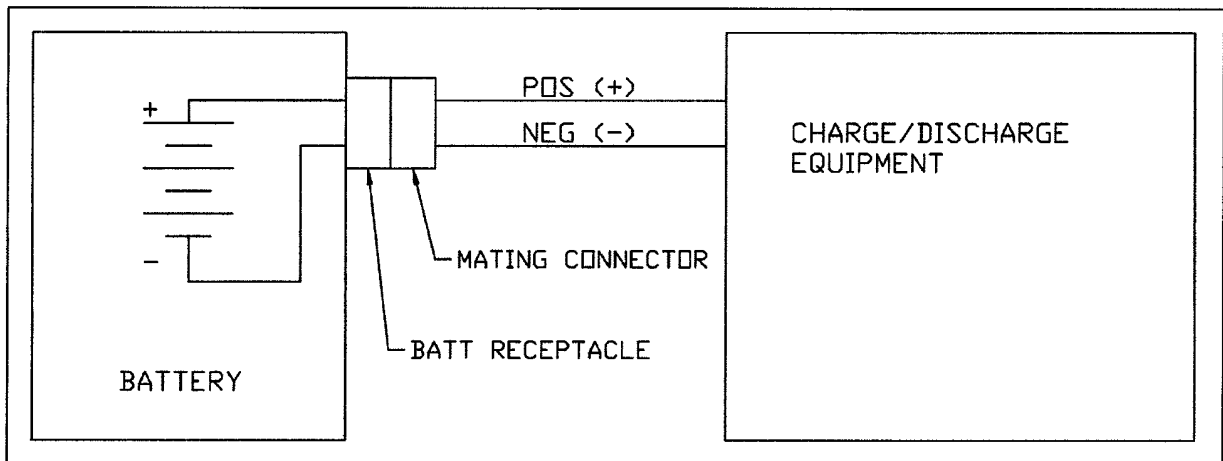 POS (+)
+
NEG (-)
CHARGE/DISCHARGE
EQUIPMENT
-
MATING CONNECTOR
BATT RECEPTACLE
BATTERY